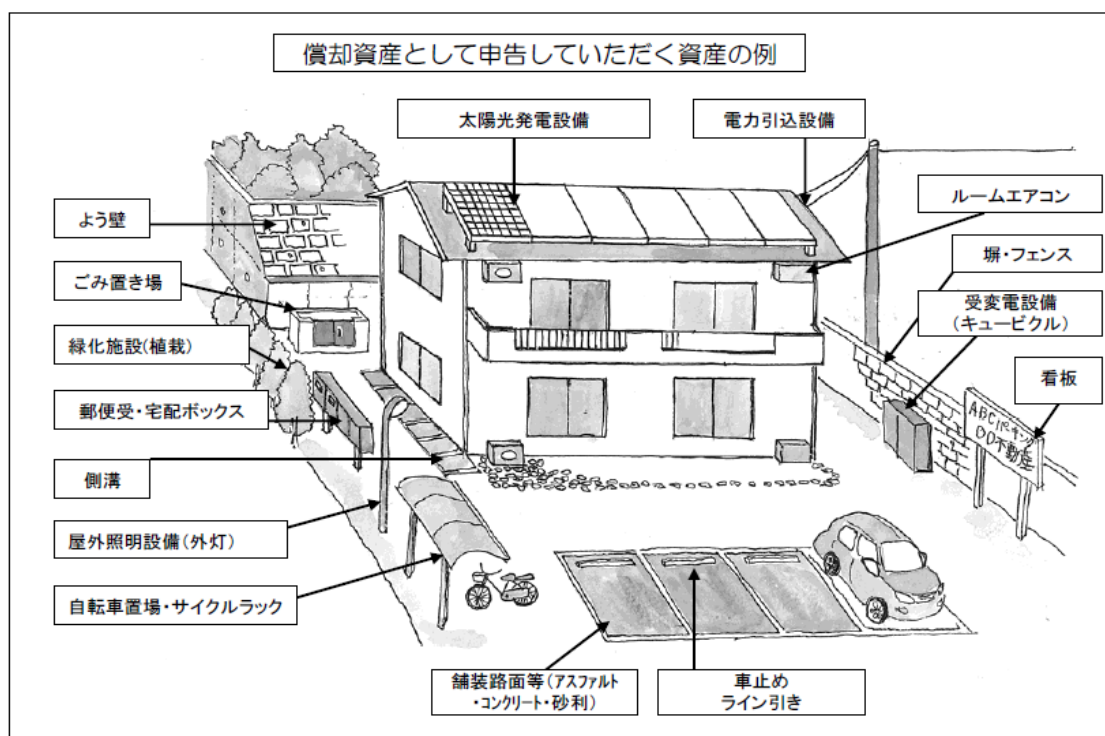 償却資産として申告していただく資産の例
太陽光発電設備
電力引込設備
ルームエアコン
よう壁
塀・フェンス
ごみ置き場
受変電設備
(キュービクル)
緑化施設(植栽)
看板
郵便受・宅配ボックス
ABCパーキング
DD不動産
側溝
屋外照明設備(外灯)
自転車置場・サイクルラック
舗装路面等(アスファルト
・コンクリート・砂利)
車止め
ライン引き